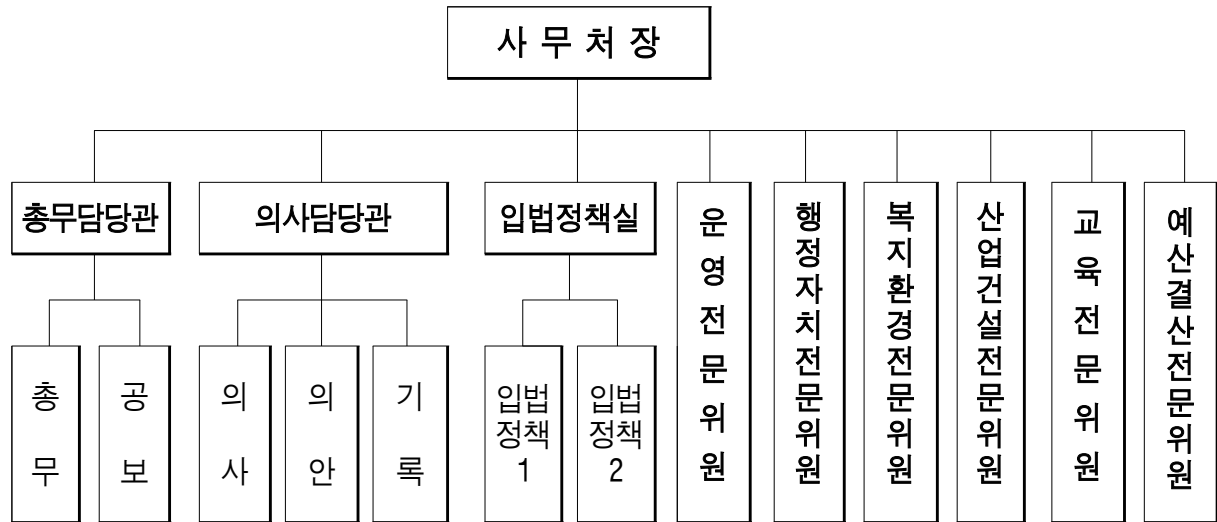 사 무 처 장
총무담당관
의사담당관
입법정책실
운영전문위원
행정자치전문위원
복지환경전문위원
산업건설전문위원
교육전문위원
예산결산전문위원
총무
공보
의사
의안
기록
입법
정책
1
입법
정책
2